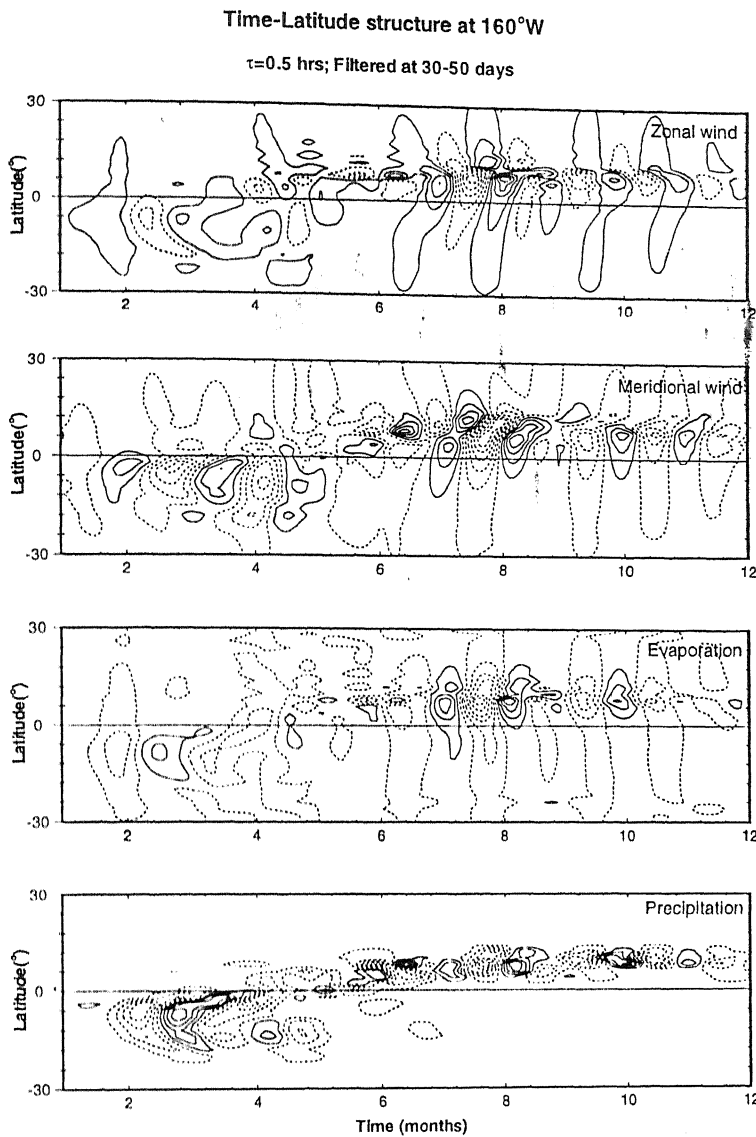 Time-Latitude structure at 160°W
τ=0.5 hrs; Filtered at 30-50 days
30
Zonal wind
Latitude(°)
0
-30
2 4 6 8 10 12
30
Meridional wind
Latitude(°)
0
-30
2 4 6 8 10 12
30
Evaporation
Latitude(°)
0
-30
2 4 6 8 10 12
30
Precipitation
Latitude(°)
0
-30
2 4 6 8 10 12
Time (months)